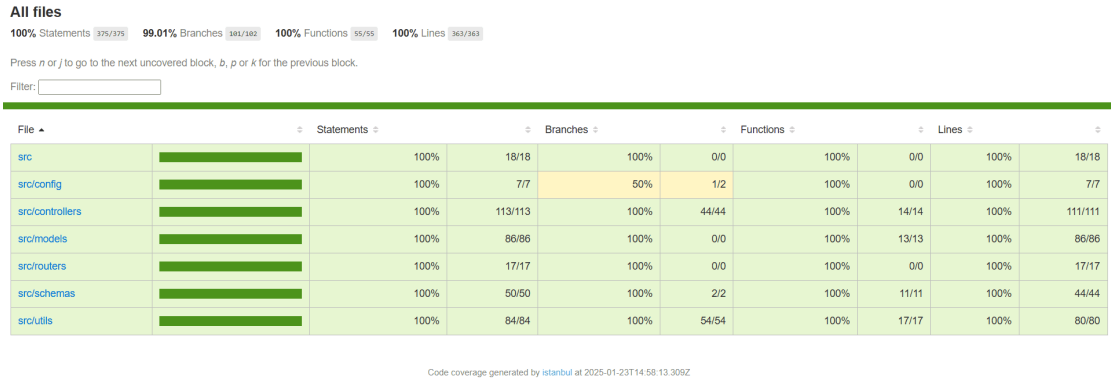 All files
100% Statements 375/375 99.01% Branches 101/102 100% Functions 55/55 100% Lines 363/363
Press n or j to go to the next uncovered block, b, p or k for the previous block.
Filter:
File Statements Branches Functions Lines
src 100% 18/18 100% 0/0 100% 0/0 100% 18/18
src/config 100% 7/7 50% 1/2 100% 0/0 100% 7/7
src/controllers 100% 113/113 100% 44/44 100% 14/14 100% 111/111
src/models 100% 86/86 100% 0/0 100% 13/13 100% 86/86
src/routers 100% 17/17 100% 0/0 100% 0/0 100% 17/17
src/schemas 100% 50/50 100% 2/2 100% 11/11 100% 44/44
src/utils 100% 84/84 100% 54/54 100% 17/17 100% 80/80
Code coverage generated by istanbul at 2025-01-23T14:58:13.309Z